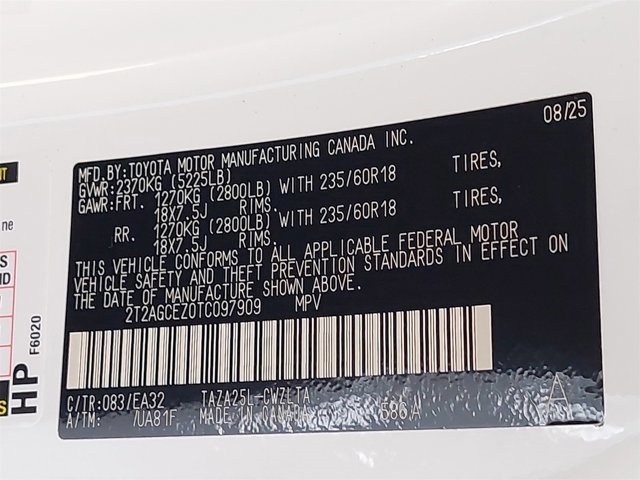 08/25
MFD.BY:TOYOTA MOTOR MANUFACTURING CANADA INC.
GVWR:2370KG (5225LB)
GAWR:FRT. 1270KG (2800LB) WITH 235/60R18 TIRES,
18X7.5J RIMS.
RR. 1270KG (2800LB) WITH 235/60R18 TIRES,
18X7.5J RIMS.
THIS VEHICLE CONFORMS TO ALL APPLICABLE FEDERAL MOTOR
VEHICLE SAFETY AND THEFT PREVENTION STANDARDS IN EFFECT ON
THE DATE OF MANUFACTURE SHOWN ABOVE.
2T2AGCEZ0TC097909 MPV
C/TR:083/EA32 TAZA25L-CWZLTA A
A/TM: /UA81F MADE IN CANADA 586A
HP
F6020
ne
S
ND
S